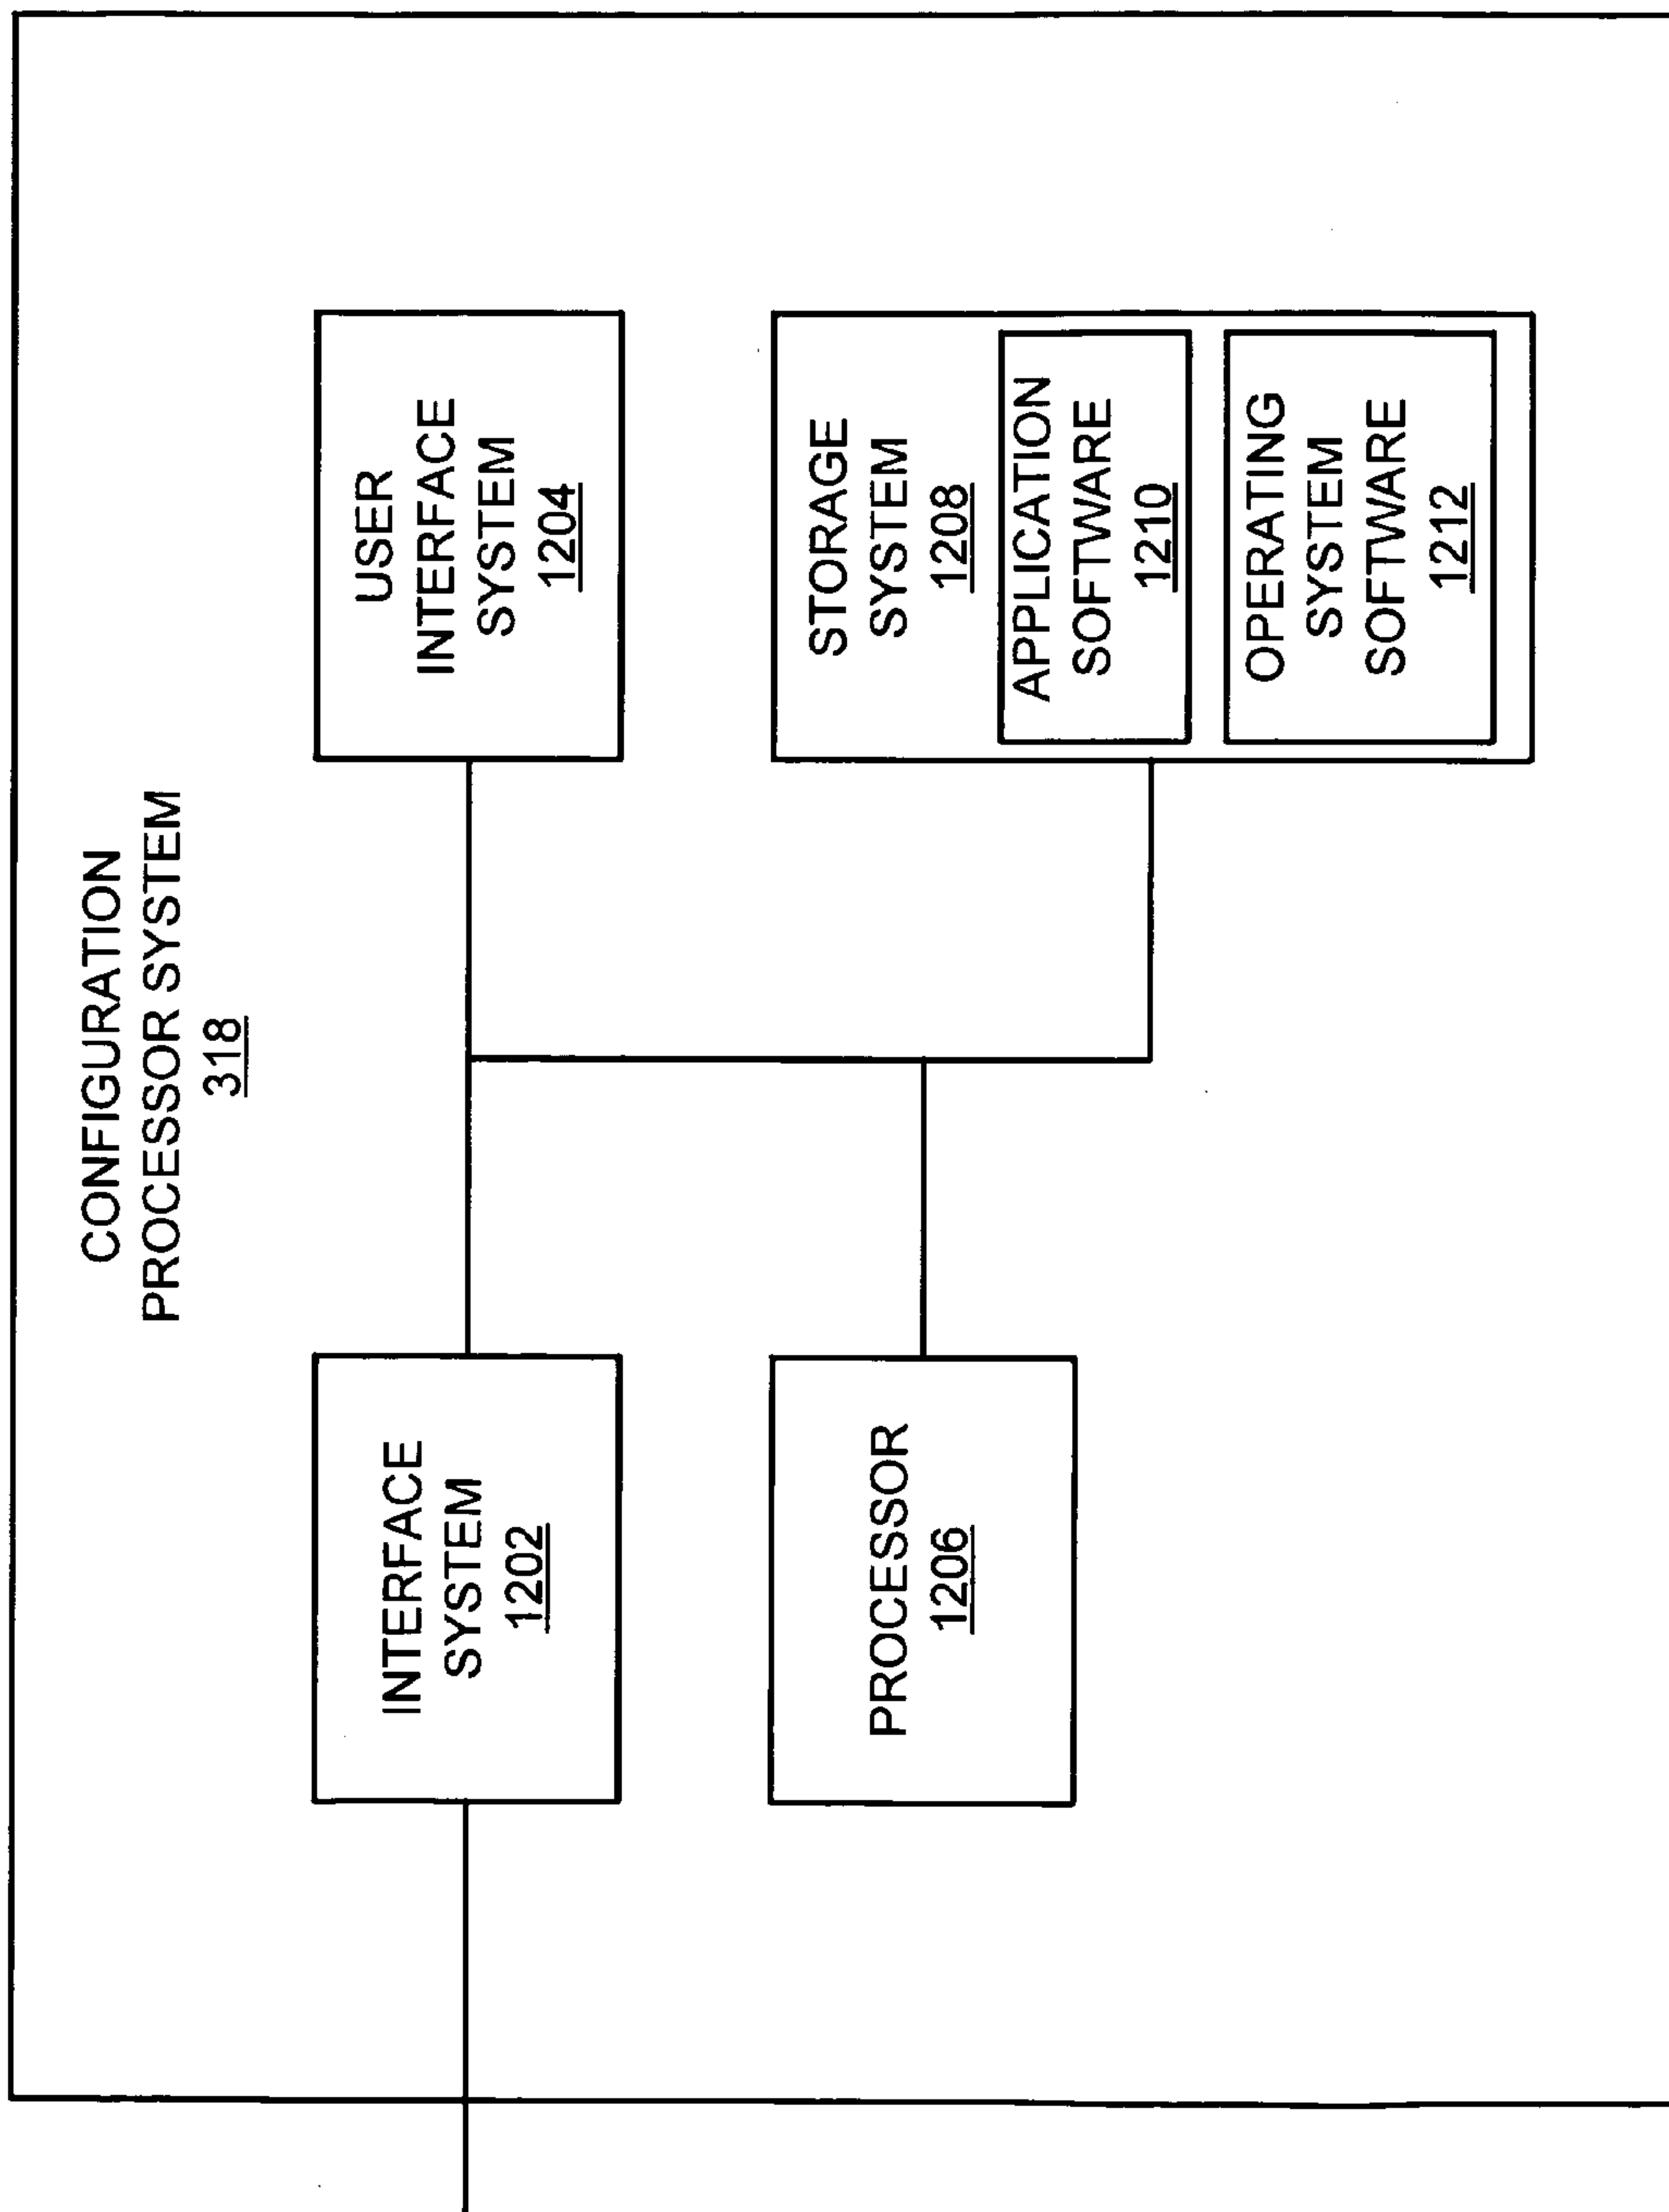 CONFIGURATION
PROCESSOR SYSTEM
318
INTERFACE
SYSTEM
1202
USER
INTERFACE
SYSTEM
1204
PROCESSOR
1206
STORAGE
SYSTEM
1208
APPLICATION
SOFTWARE
1210
OPERATING
SYSTEM
SOFTWARE
1212